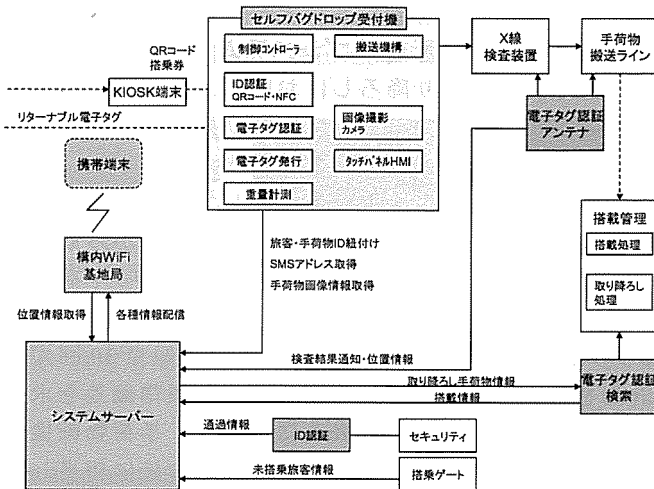 セルフバグドロップ受付機
制御コントローラ
搬送機構
ID認証
QRコード・NFC
電子タグ認証
画像撮影
カメラ
電子タグ発行
タッチパネルHMI
重量計測
X線
検査装置
手荷物
搬送ライン
QRコード
搭乗券
KIOSK端末
リターナブル電子タグ
電子タグ認証
アンテナ
携帯端末
搭載管理
搭載処理
取り降ろし
処理
構内WiFi
基地局
旅客・手荷物ID紐付け
SMSアドレス取得
手荷物画像情報取得
位置情報取得
各種情報配信
検査結果通知・位置情報
取り降ろし手荷物情報
搭載情報
電子タグ認証
検索
システムサーバー
通過情報
ID認証
セキュリティ
未搭乗旅客情報
搭乗ゲート